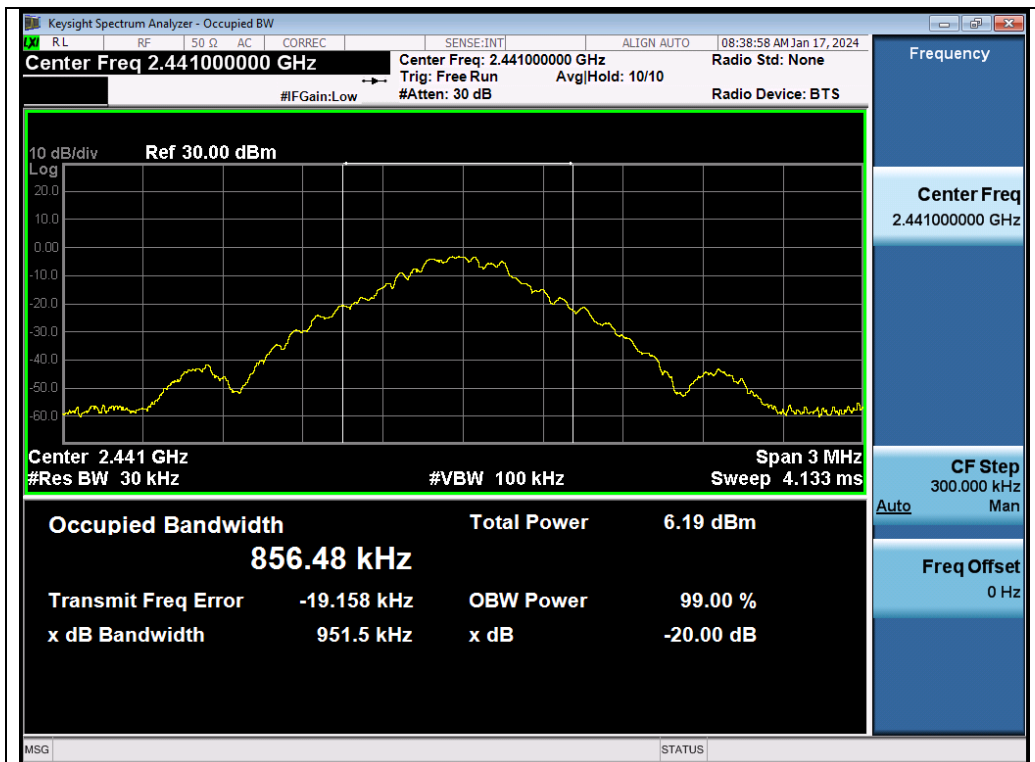 Keysight Spectrum Analyzer - Occupied BW
LXI RL RF 50 Ω AC CORREC SENSE:INT ALIGN AUTO 08:38:58 AM Jan 17, 2024
Center Freq 2.441000000 GHz Center Freq: 2.441000000 GHz Radio Std: None
Trig: Free Run Avg|Hold: 10/10
#IFGain:Low #Atten: 30 dB Radio Device: BTS
10 dB/div Ref 30.00 dBm
Log
20.0
10.0
0.00
-10.0
-20.0
-30.0
-40.0
-50.0
-60.0
Center 2.441 GHz Span 3 MHz
#Res BW 30 kHz #VBW 100 kHz Sweep 4.133 ms
Occupied Bandwidth Total Power 6.19 dBm
856.48 kHz
Transmit Freq Error -19.158 kHz OBW Power 99.00 %
x dB Bandwidth 951.5 kHz x dB -20.00 dB
MSG STATUS
Frequency
Center Freq
2.441000000 GHz
CF Step
300.000 kHz
Auto Man
Freq Offset
0 Hz